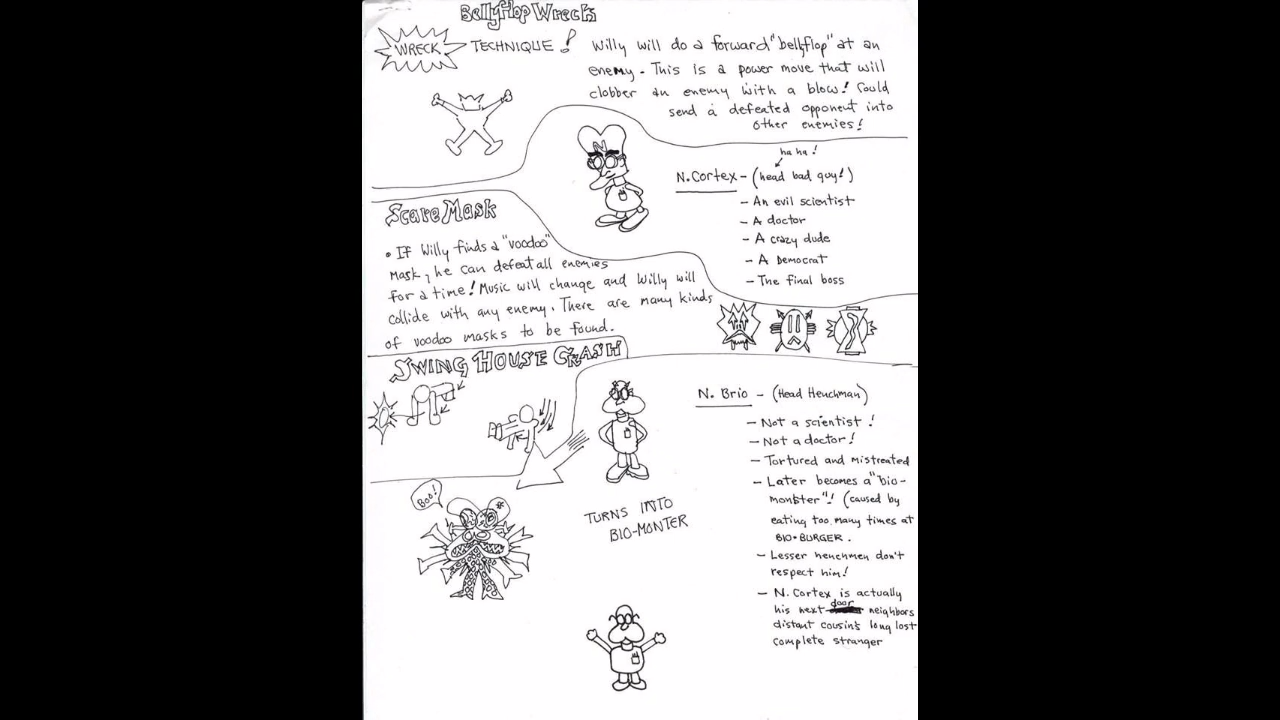 Bellyflop Wreck
WRECK TECHNIQUE!
Willy will do a forward "bellyflop" at an
enemy. This is a power move that will
clobber an enemy with a blow! Could
send a defeated opponent into
other enemies!
ha ha!
N. Cortex - (head bad guy!)
- An evil scientist
- A doctor
- A crazy dude
- A Democrat
- The final boss
N
Scare Mask
• If Willy finds a "voodoo"
mask, he can defeat all enemies
for a time! Music will change and Willy will
collide with any enemy. There are many kinds
of voodoo masks to be found.
SWING HOUSE CRASH
N. Brio - (Head Henchman)
- Not a scientist!
- Not a doctor!
- Tortured and mistreated
- Later becomes a "bio-
monster"! (caused by
eating too many times at
BIO-BURGER.
- Lesser henchmen don't
respect him!
- N. Cortex is actually
his next door neighbors
distant cousin's long lost
complete stranger
BOO!
TURNS INTO
BIO-MONTER